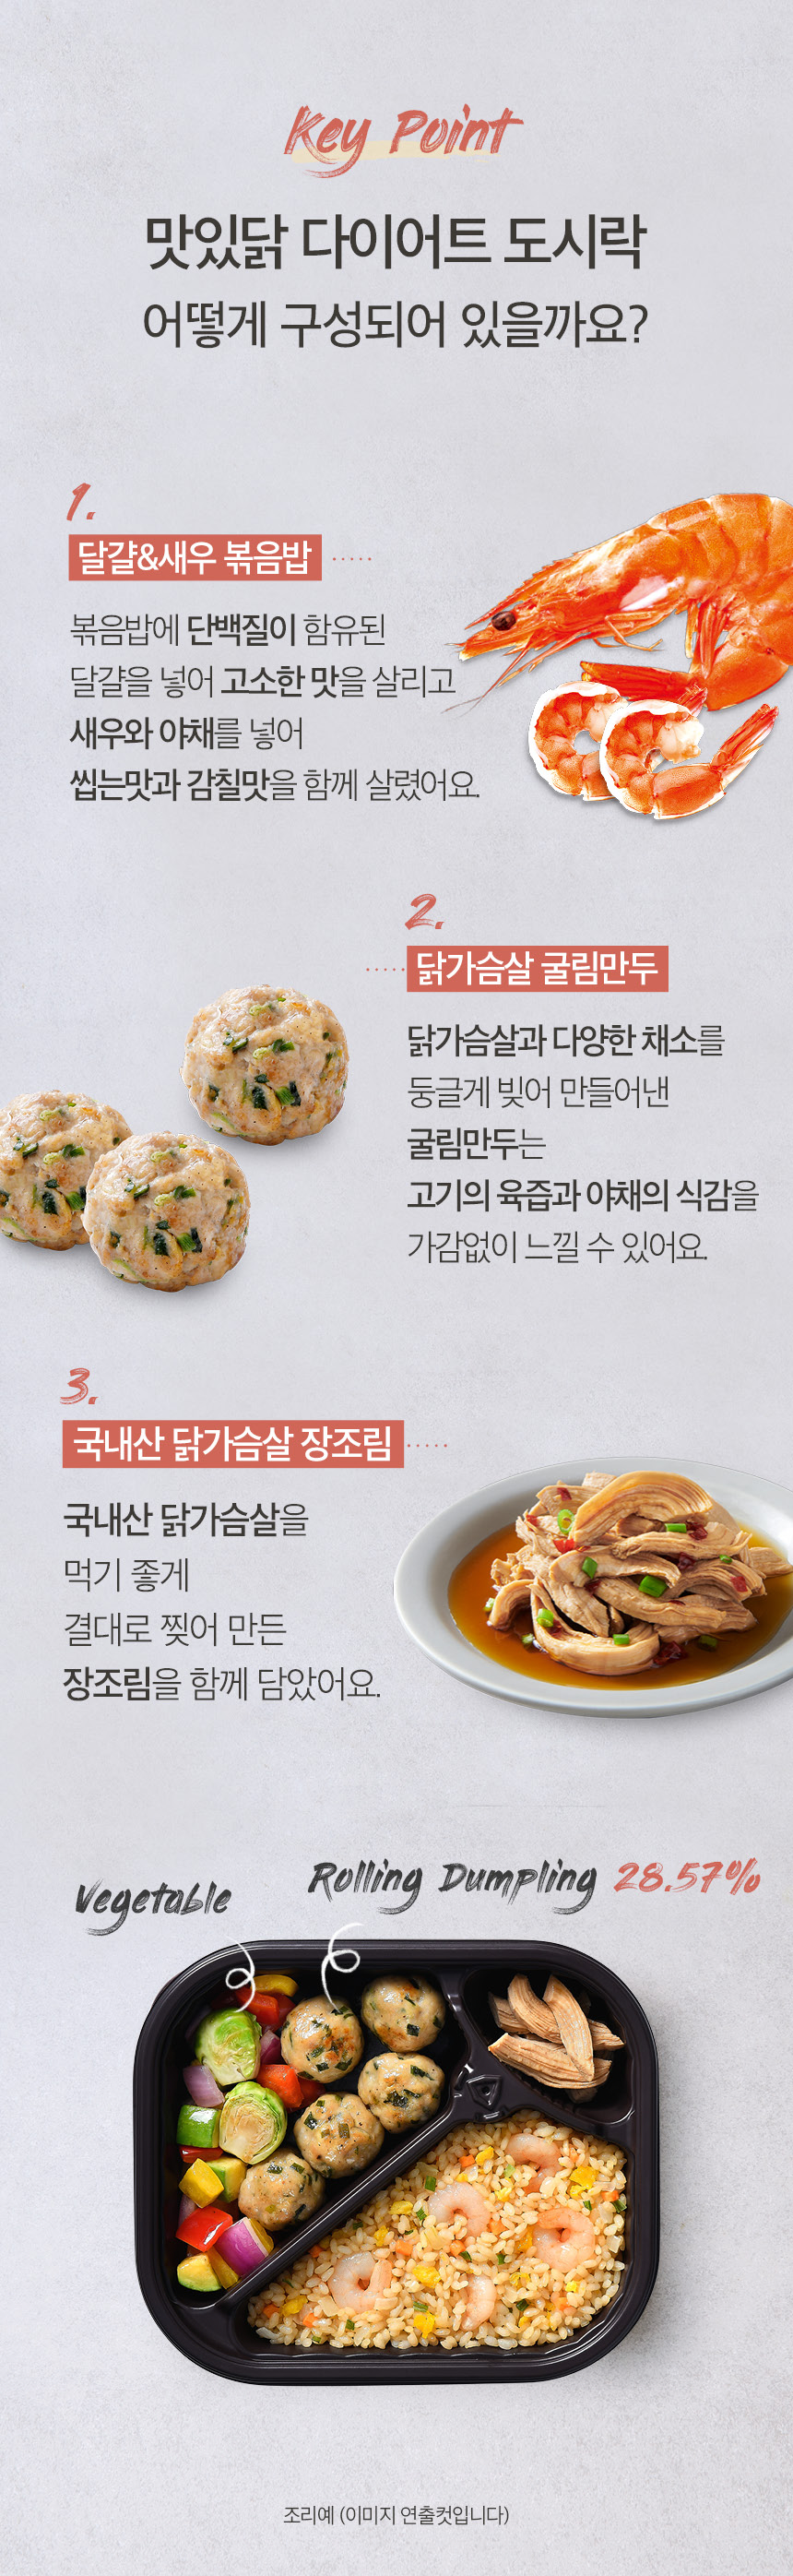 Key Point
맛있닭 다이어트 도시락
어떻게 구성되어 있을까요?
1.
달걀&새우 볶음밥
볶음밥에 단백질이 함유된
달걀을 넣어 고소한 맛을 살리고
새우와 야채를 넣어
씹는맛과 감칠맛을 함께 살렸어요.
2.
닭가슴살 굴림만두
닭가슴살과 다양한 채소를
둥글게 빚어 만들어낸
굴림만두는
고기의 육즙과 야채의 식감을
가감없이 느낄 수 있어요.
3.
국내산 닭가슴살 장조림
국내산 닭가슴살을
먹기 좋게
결대로 찢어 만든
장조림을 함께 담았어요.
Vegetable
Rolling Dumpling 28.57%
조리예 (이미지 연출컷입니다)